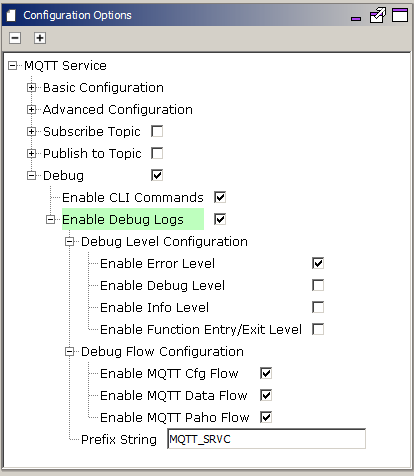 Configuration Options
MQTT Service
Basic Configuration
Advanced Configuration
Subscribe Topic
Publish to Topic
Debug
Enable CLI Commands
Enable Debug Logs
Debug Level Configuration
Enable Error Level
Enable Debug Level
Enable Info Level
Enable Function Entry/Exit Level
Debug Flow Configuration
Enable MQTT Cfg Flow
Enable MQTT Data Flow
Enable MQTT Paho Flow
Prefix String MQTT_SRVC